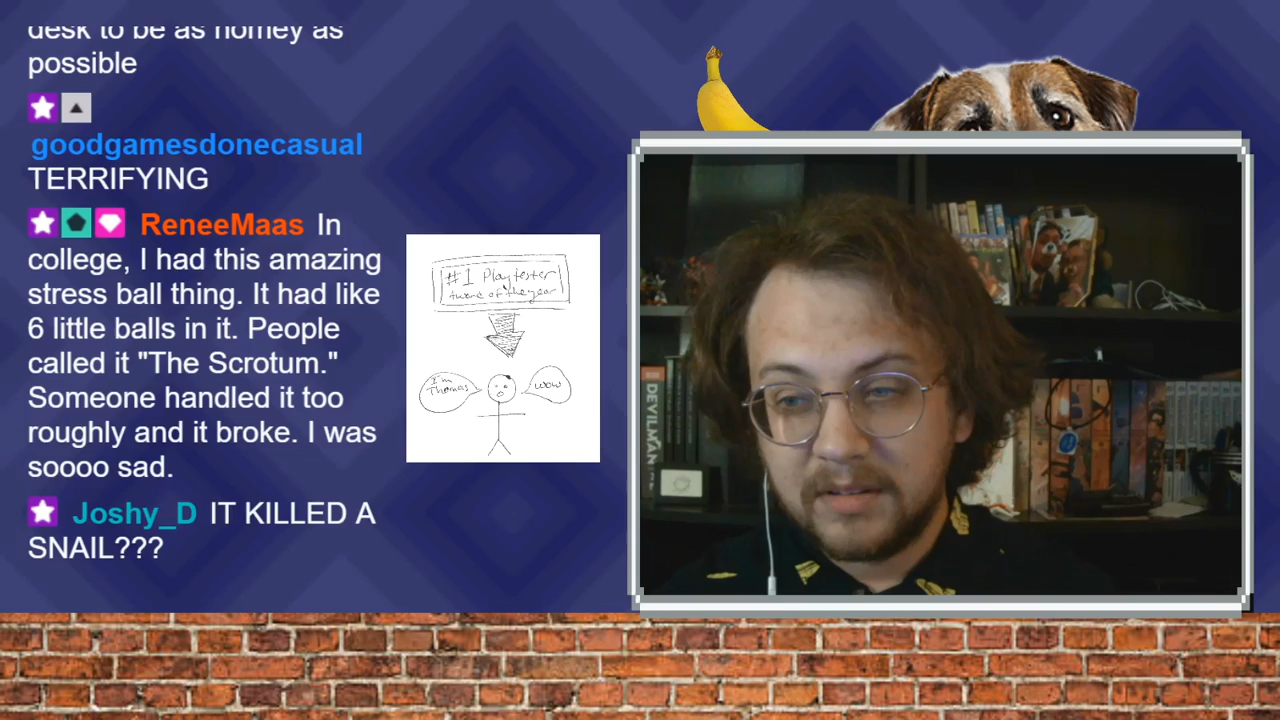 desk to be as homey as
possible
goodgamesdonecasual
TERRIFYING
ReneeMaas In
college, I had this amazing
stress ball thing. It had like
6 little balls in it. People
called it "The Scrotum."
Someone handled it too
roughly and it broke. I was
soooo sad.
Joshy_D IT KILLED A
SNAIL???
#1 Playtester
award of the year
I'm
Thomas
wow
DEVILMAN